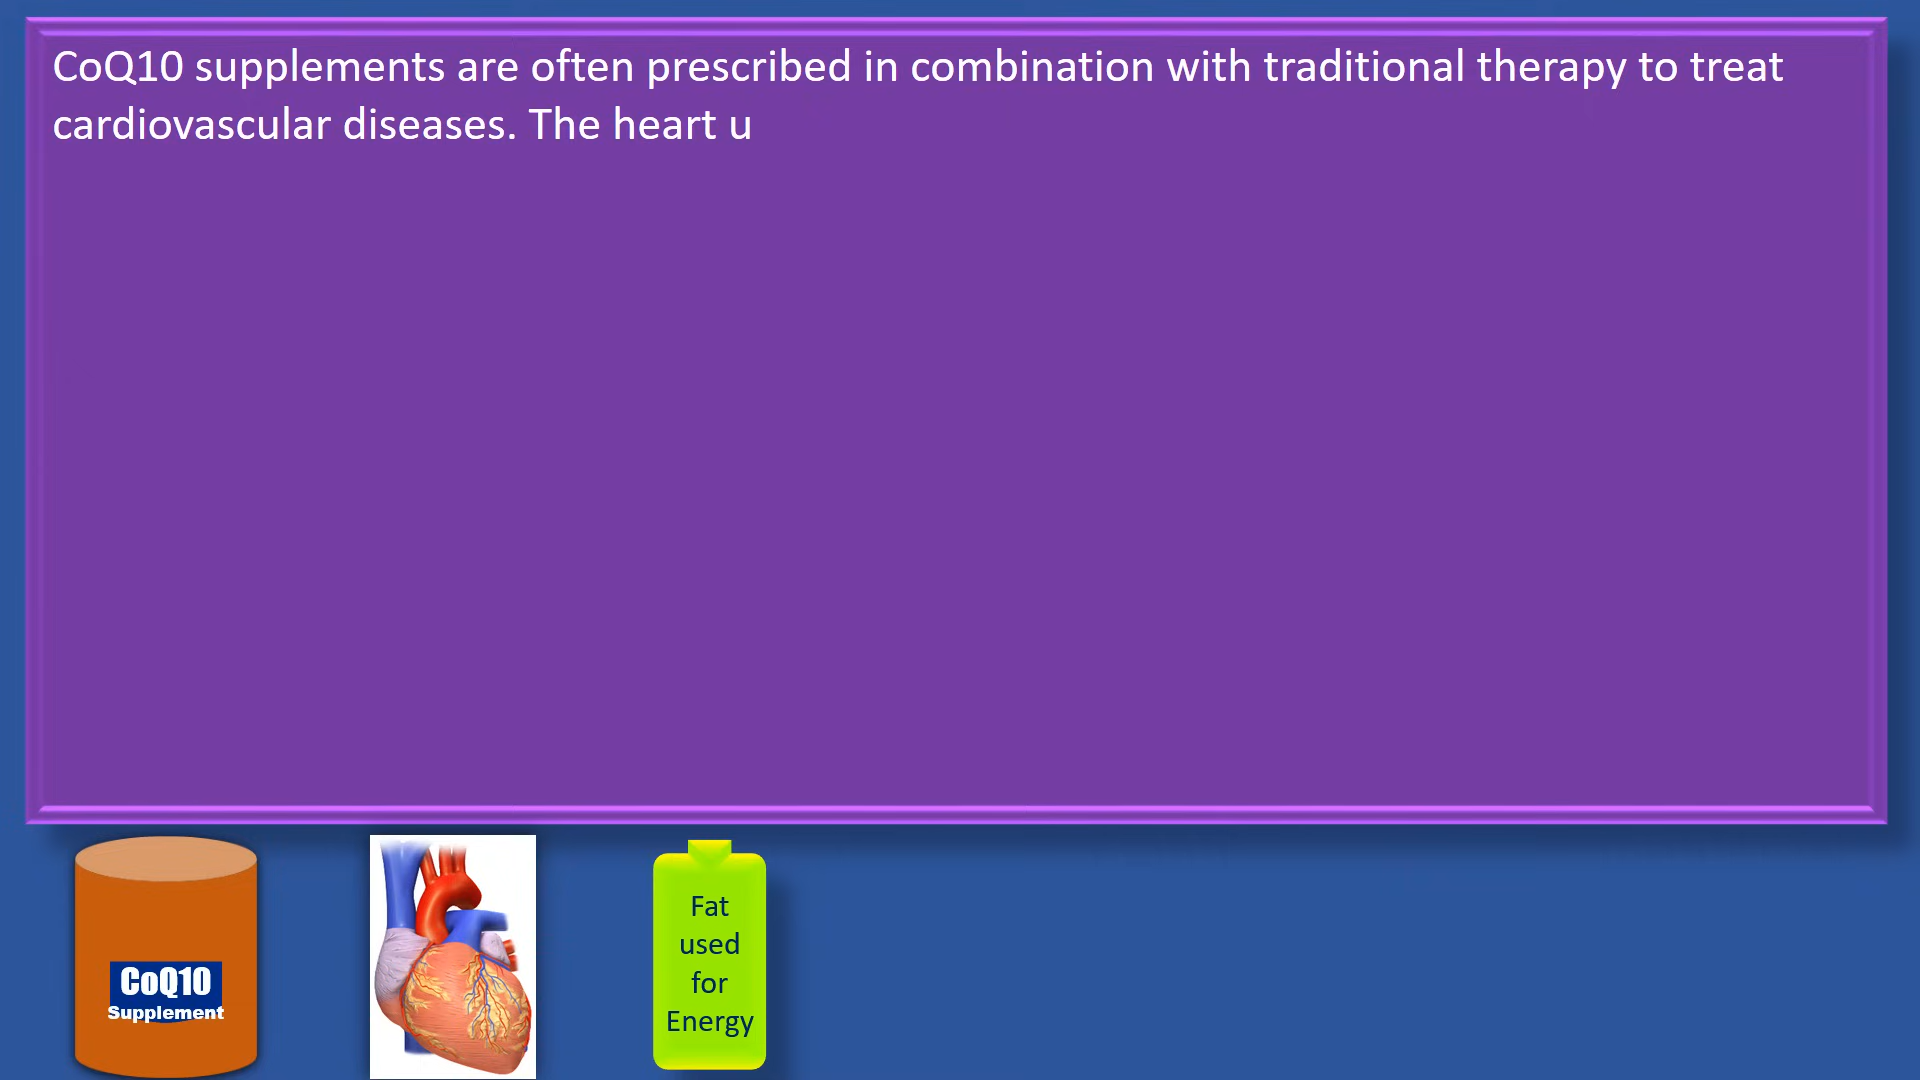 CoQ10 supplements are often prescribed in combination with traditional therapy to treat
cardiovascular diseases. The heart u
CoQ10
Supplement
Fat
used
for
Energy